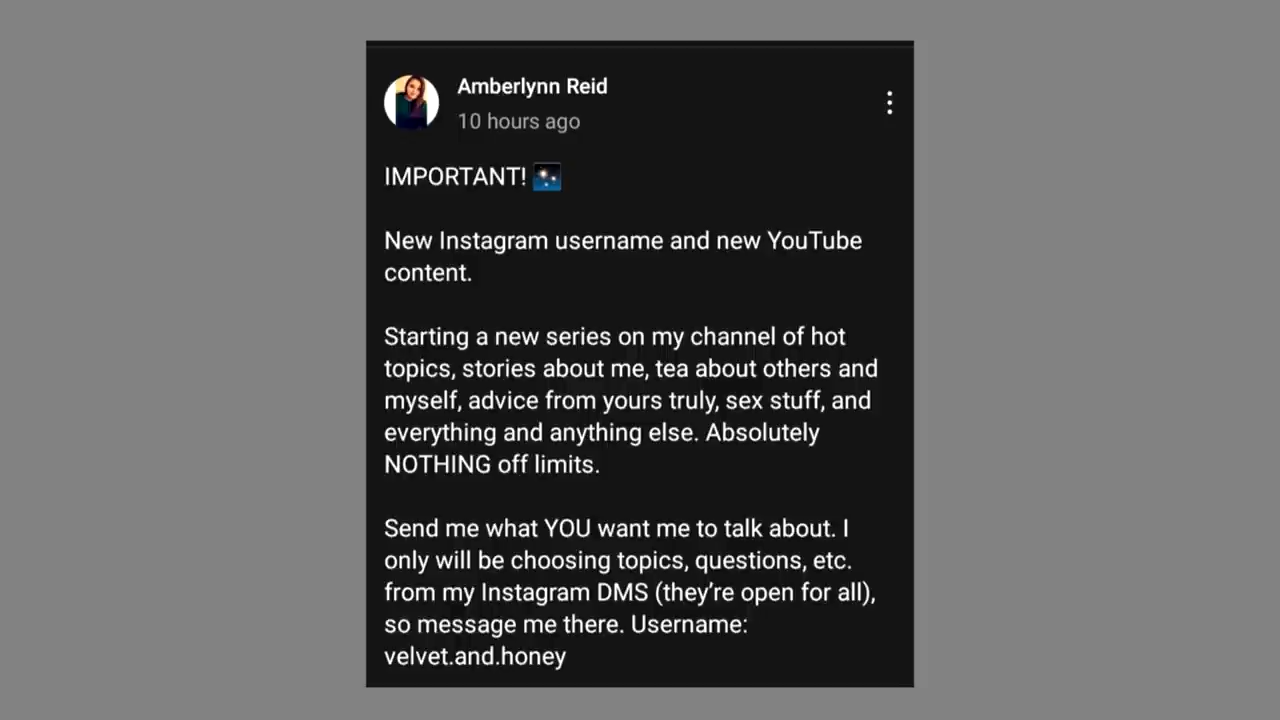 Amberlynn Reid
10 hours ago
IMPORTANT! 🌌
New Instagram username and new YouTube
content.
Starting a new series on my channel of hot
topics, stories about me, tea about others and
myself, advice from yours truly, sex stuff, and
everything and anything else. Absolutely
NOTHING off limits.
Send me what YOU want me to talk about. I
only will be choosing topics, questions, etc.
from my Instagram DMS (they’re open for all),
so message me there. Username:
velvet.and.honey